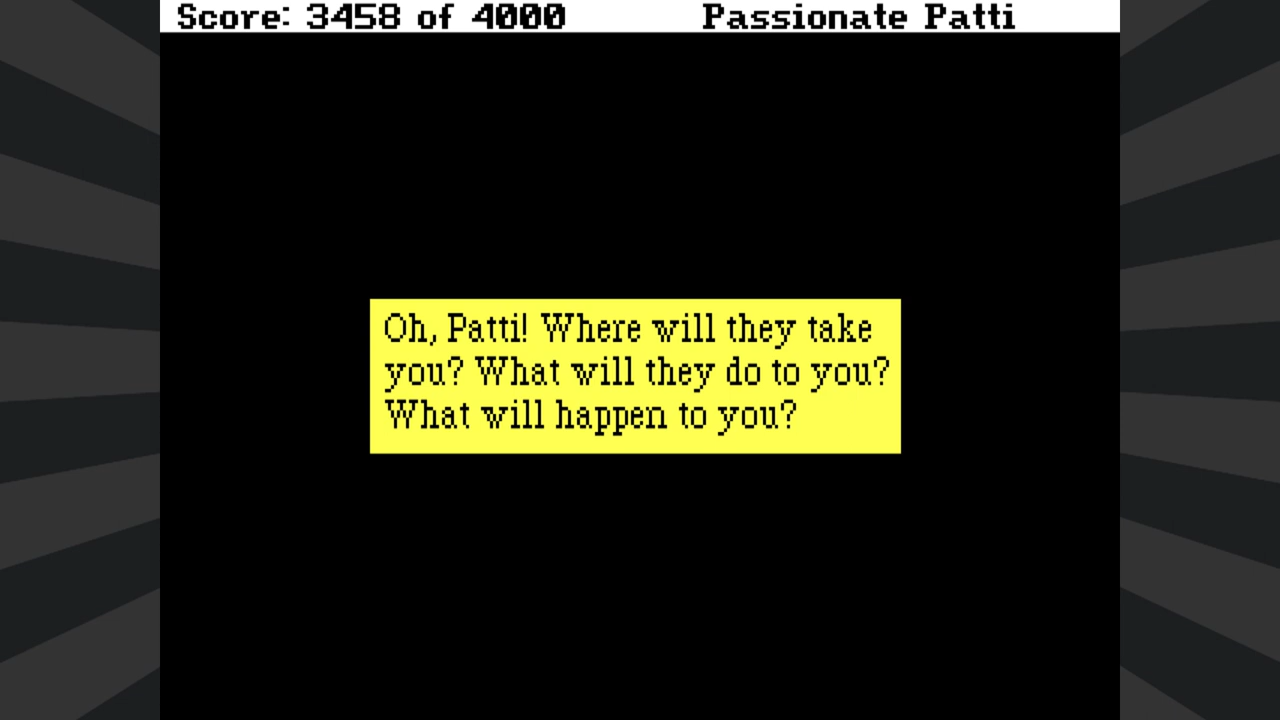 Score: 3458 of 4000 Passionate Patti
Oh, Patti! Where will they take
you? What will they do to you?
What will happen to you?